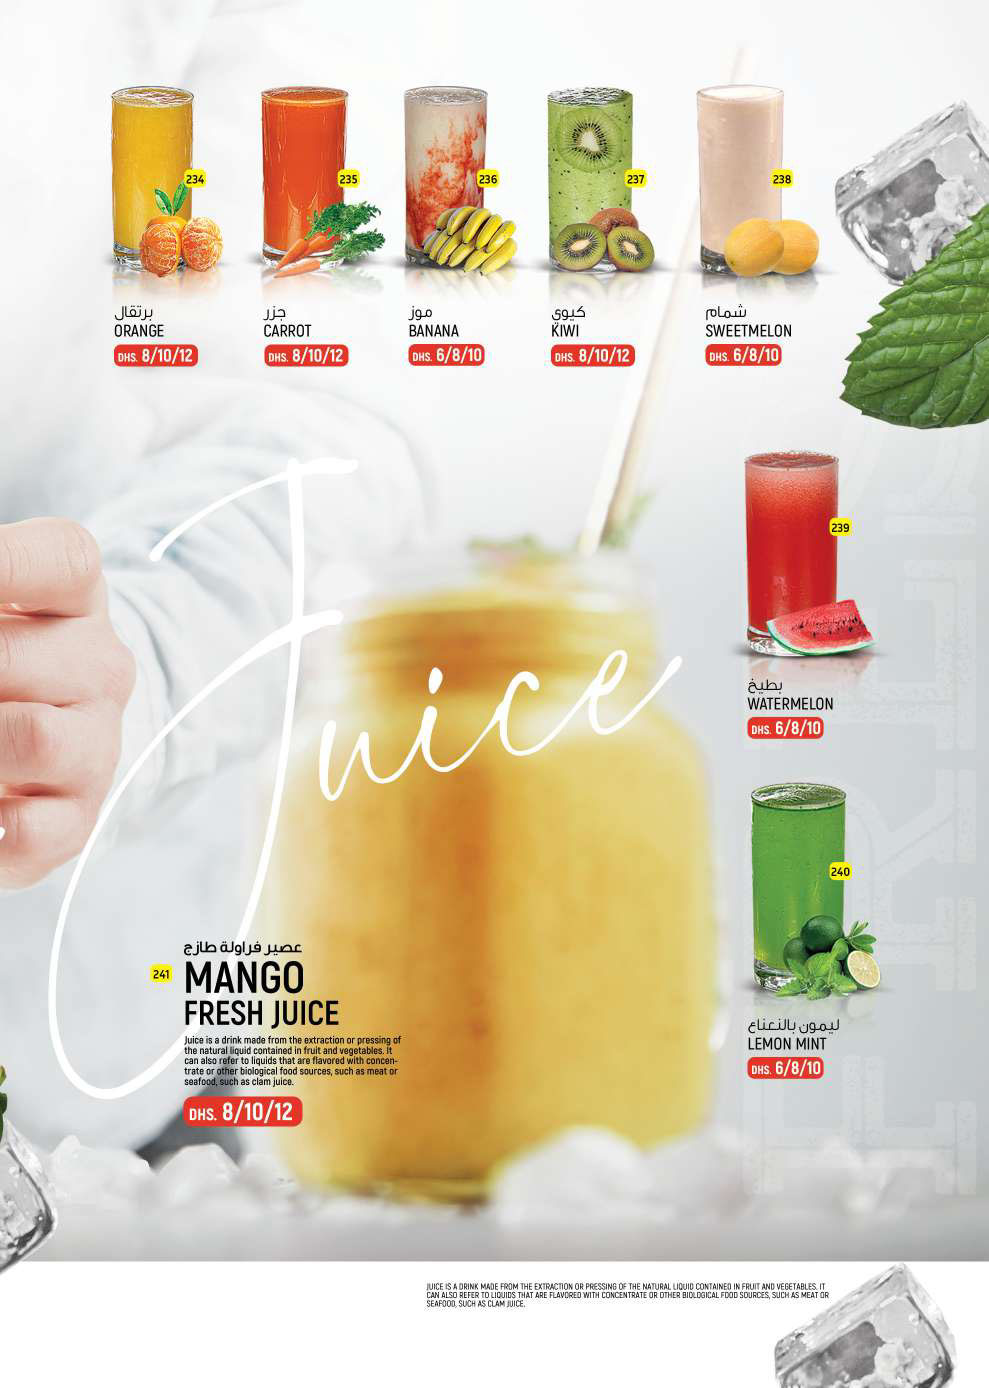 234
235
236
237
238
برتقال
ORANGE
DHS. 8/10/12
جزر
CARROT
DHS. 8/10/12
موز
BANANA
DHS. 6/8/10
كيوي
KIWI
DHS. 8/10/12
شمام
SWEETMELON
DHS. 6/8/10
239
بطيخ
WATERMELON
DHS. 6/8/10
Juice
240
ليمون بالنعناع
LEMON MINT
DHS. 6/8/10
عصير فراولة طازج
241
MANGO
FRESH JUICE
Juice is a drink made from the extraction or pressing of
the natural liquid contained in fruit and vegetables. It
can also refer to liquids that are flavored with concen-
trate or other biological food sources, such as meat or
seafood, such as clam juice.
DHS. 8/10/12
JUICE IS A DRINK MADE FROM THE EXTRACTION OR PRESSING OF THE NATURAL LIQUID CONTAINED IN FRUIT AND VEGETABLES. IT
CAN ALSO REFER TO LIQUIDS THAT ARE FLAVORED WITH CONCENTRATE OR OTHER BIOLOGICAL FOOD SOURCES, SUCH AS MEAT OR
SEAFOOD, SUCH AS CLAM JUICE.